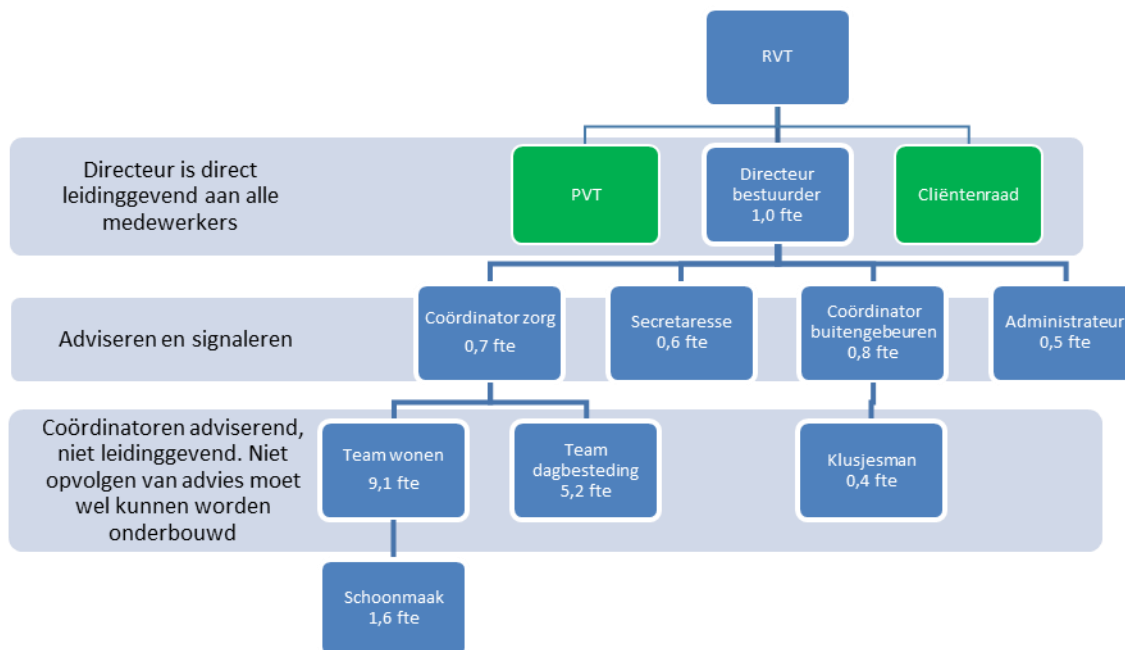 RVT
Directeur is direct
leidinggevend aan alle
medewerkers
PVT
Directeur
bestuurder
1,0 fte
Cliëntenraad
Adviseren en signaleren
Coördinator zorg
0,7 fte
Secretaresse
0,6 fte
Coördinator
buitengebeuren
0,8 fte
Administrateur
0,5 fte
Coördinatoren adviserend,
niet leidinggevend. Niet
opvolgen van advies moet
wel kunnen worden
onderbouwd
Team wonen
9,1 fte
Team
dagbesteding
5,2 fte
Klusjesman
0,4 fte
Schoonmaak
1,6 fte